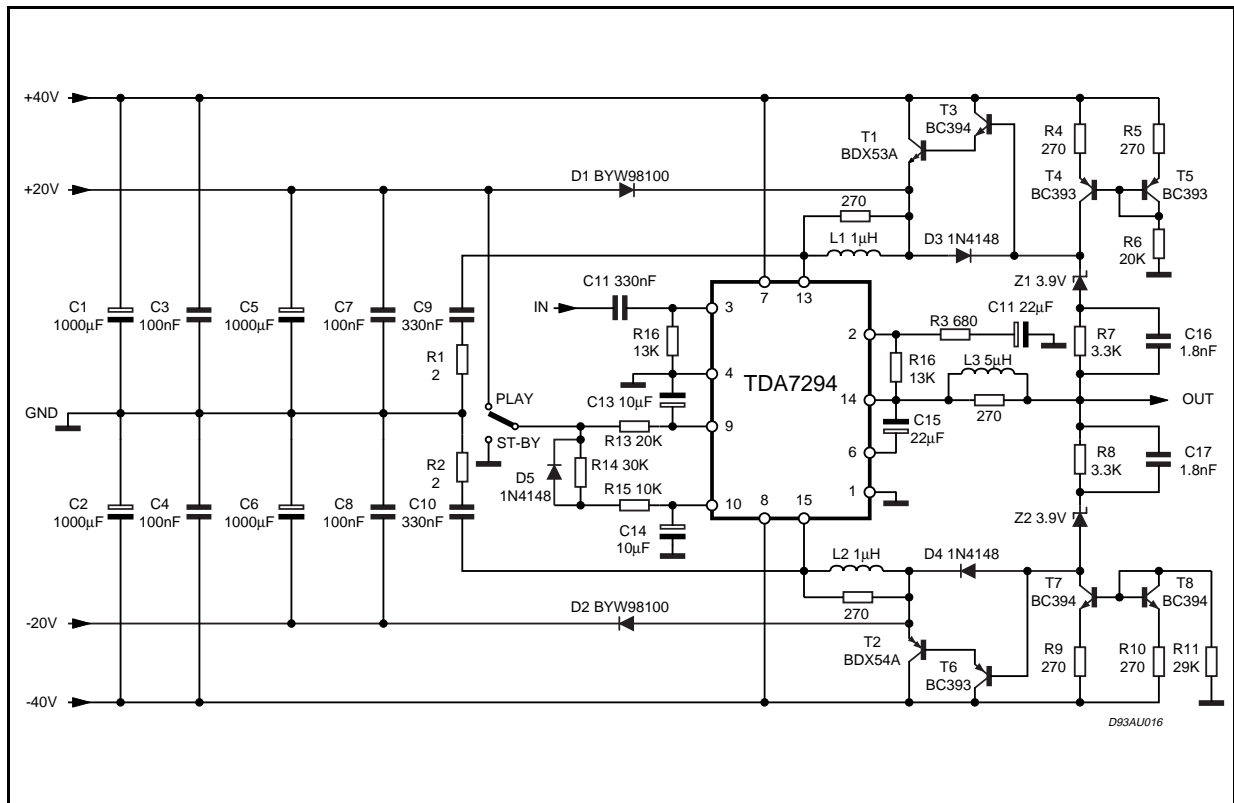 +40V
T3
BC394
T1
BDX53A
R4
270
R5
270
+20V
D1 BYW98100
T4
BC393
T5
BC393
270
L1 1μH
D3 1N4148
R6
20K
Z1 3.9V
C1
1000μF
C3
100nF
C5
1000μF
C7
100nF
C9
330nF
C11 330nF
IN
3
7
13
R16
13K
2
R3 680
C11 22μF
R7
3.3K
C16
1.8nF
R1
2
4
TDA7294
R16
13K
L3 5μH
GND
PLAY
C13 10μF
14
270
OUT
ST-BY
R13 20K
9
C15
22μF
6
R2
2
D5
1N4148
R14 30K
R15 10K
R8
3.3K
C17
1.8nF
C2
1000μF
C4
100nF
C6
1000μF
C8
100nF
C10
330nF
10
8
15
1
Z2 3.9V
C14
10μF
L2 1μH
D4 1N4148
T7
BC394
T8
BC394
270
D2 BYW98100
-20V
T2
BDX54A
T6
BC393
R9
270
R10
270
R11
29K
-40V
D93AU016